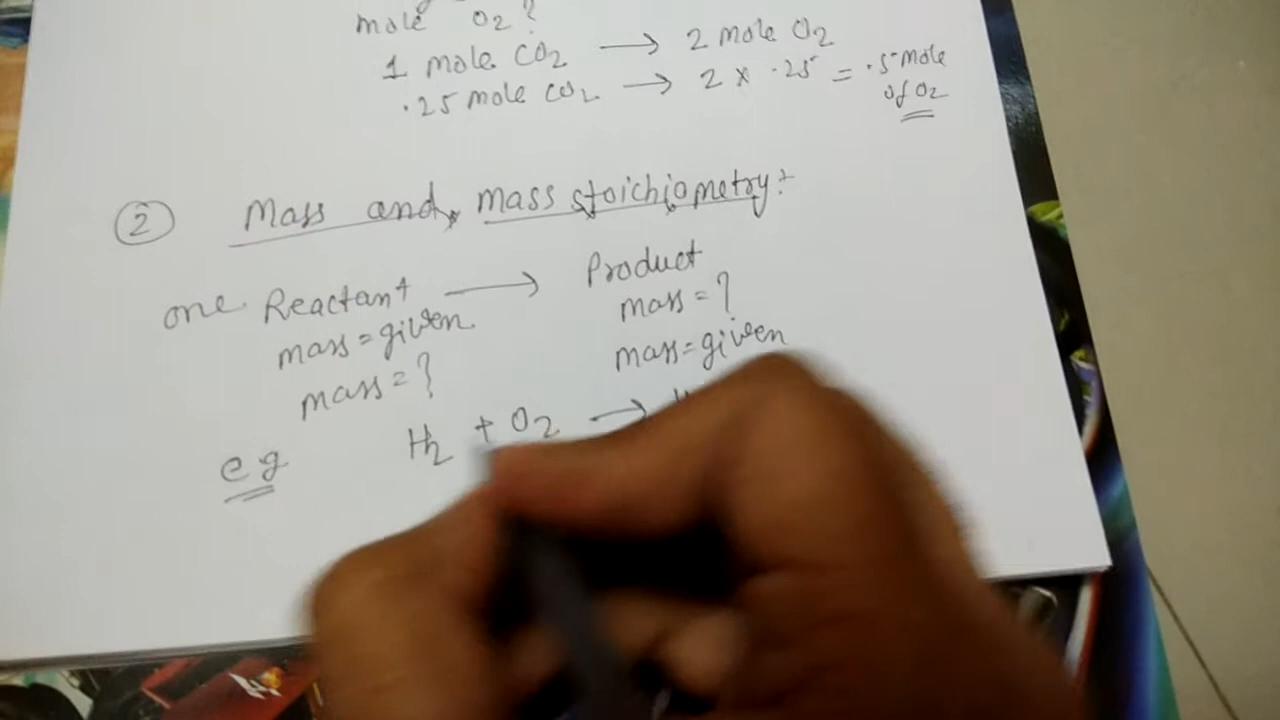 mole O2?
1 mole CO2 → 2 mole O2
.25 mole CO2 → 2 × .25 = .5 mole
of O2
② Mass and mass stoichiometry:
one Reactant → Product
mass = given mass = ?
mass = ? mass = given
eg H2 + O2 →